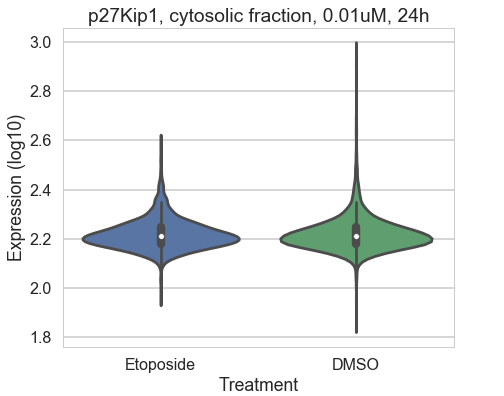 p27Kip1, cytosolic fraction, 0.01uM, 24h
Expression (log10)
3.0
2.8
2.6
2.4
2.2
2.0
1.8
Etoposide
DMSO
Treatment